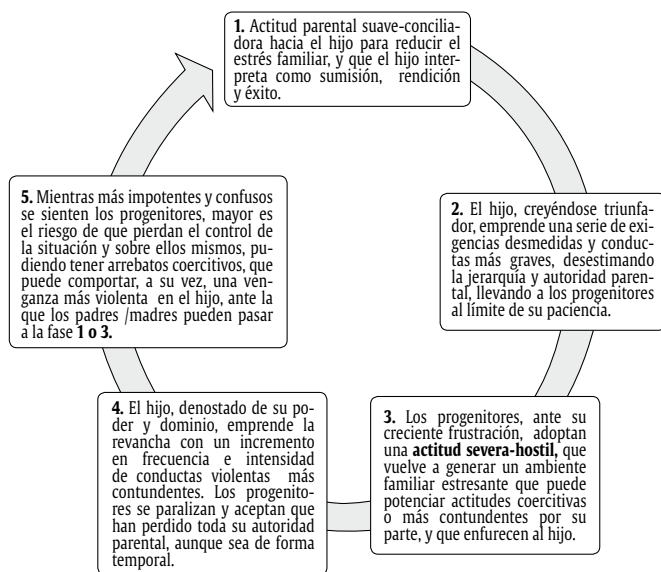 1. Actitud parental suave-concilia-
dora hacia el hijo para reducir el
estrés familiar, y que el hijo inter-
preta como sumisión, rendición
y éxito.
2. El hijo, creyéndose triunfa-
dor, emprende una serie de exi-
gencias desmedidas y conduc-
tas más graves, desestimando
la jerarquía y autoridad paren-
tal, llevando a los progenitores
al límite de su paciencia.
3. Los progenitores, ante su
creciente frustración, adoptan
una actitud severa-hostil, que
vuelve a generar un ambiente
familiar estresante que puede
potenciar actitudes coercitivas
o más contundentes por su
parte, y que enfurecen al hijo.
4. El hijo, denostado de su po-
der y dominio, emprende la
revancha con un incremento
en frecuencia e intensidad
de conductas violentas más
contundentes. Los progenito-
res se paralizan y aceptan que
han perdido toda su autoridad
parental, aunque sea de forma
temporal.
5. Mientras más impotentes y confusos
se sienten los progenitores, mayor es
el riesgo de que pierdan el control de
la situación y sobre ellos mismos, pu-
diendo tener arrebatos coercitivos, que
puede comportar, a su vez, una ven-
ganza más violenta en el hijo, ante la
que los padres /madres pueden pasar
a la fase 1 o 3.